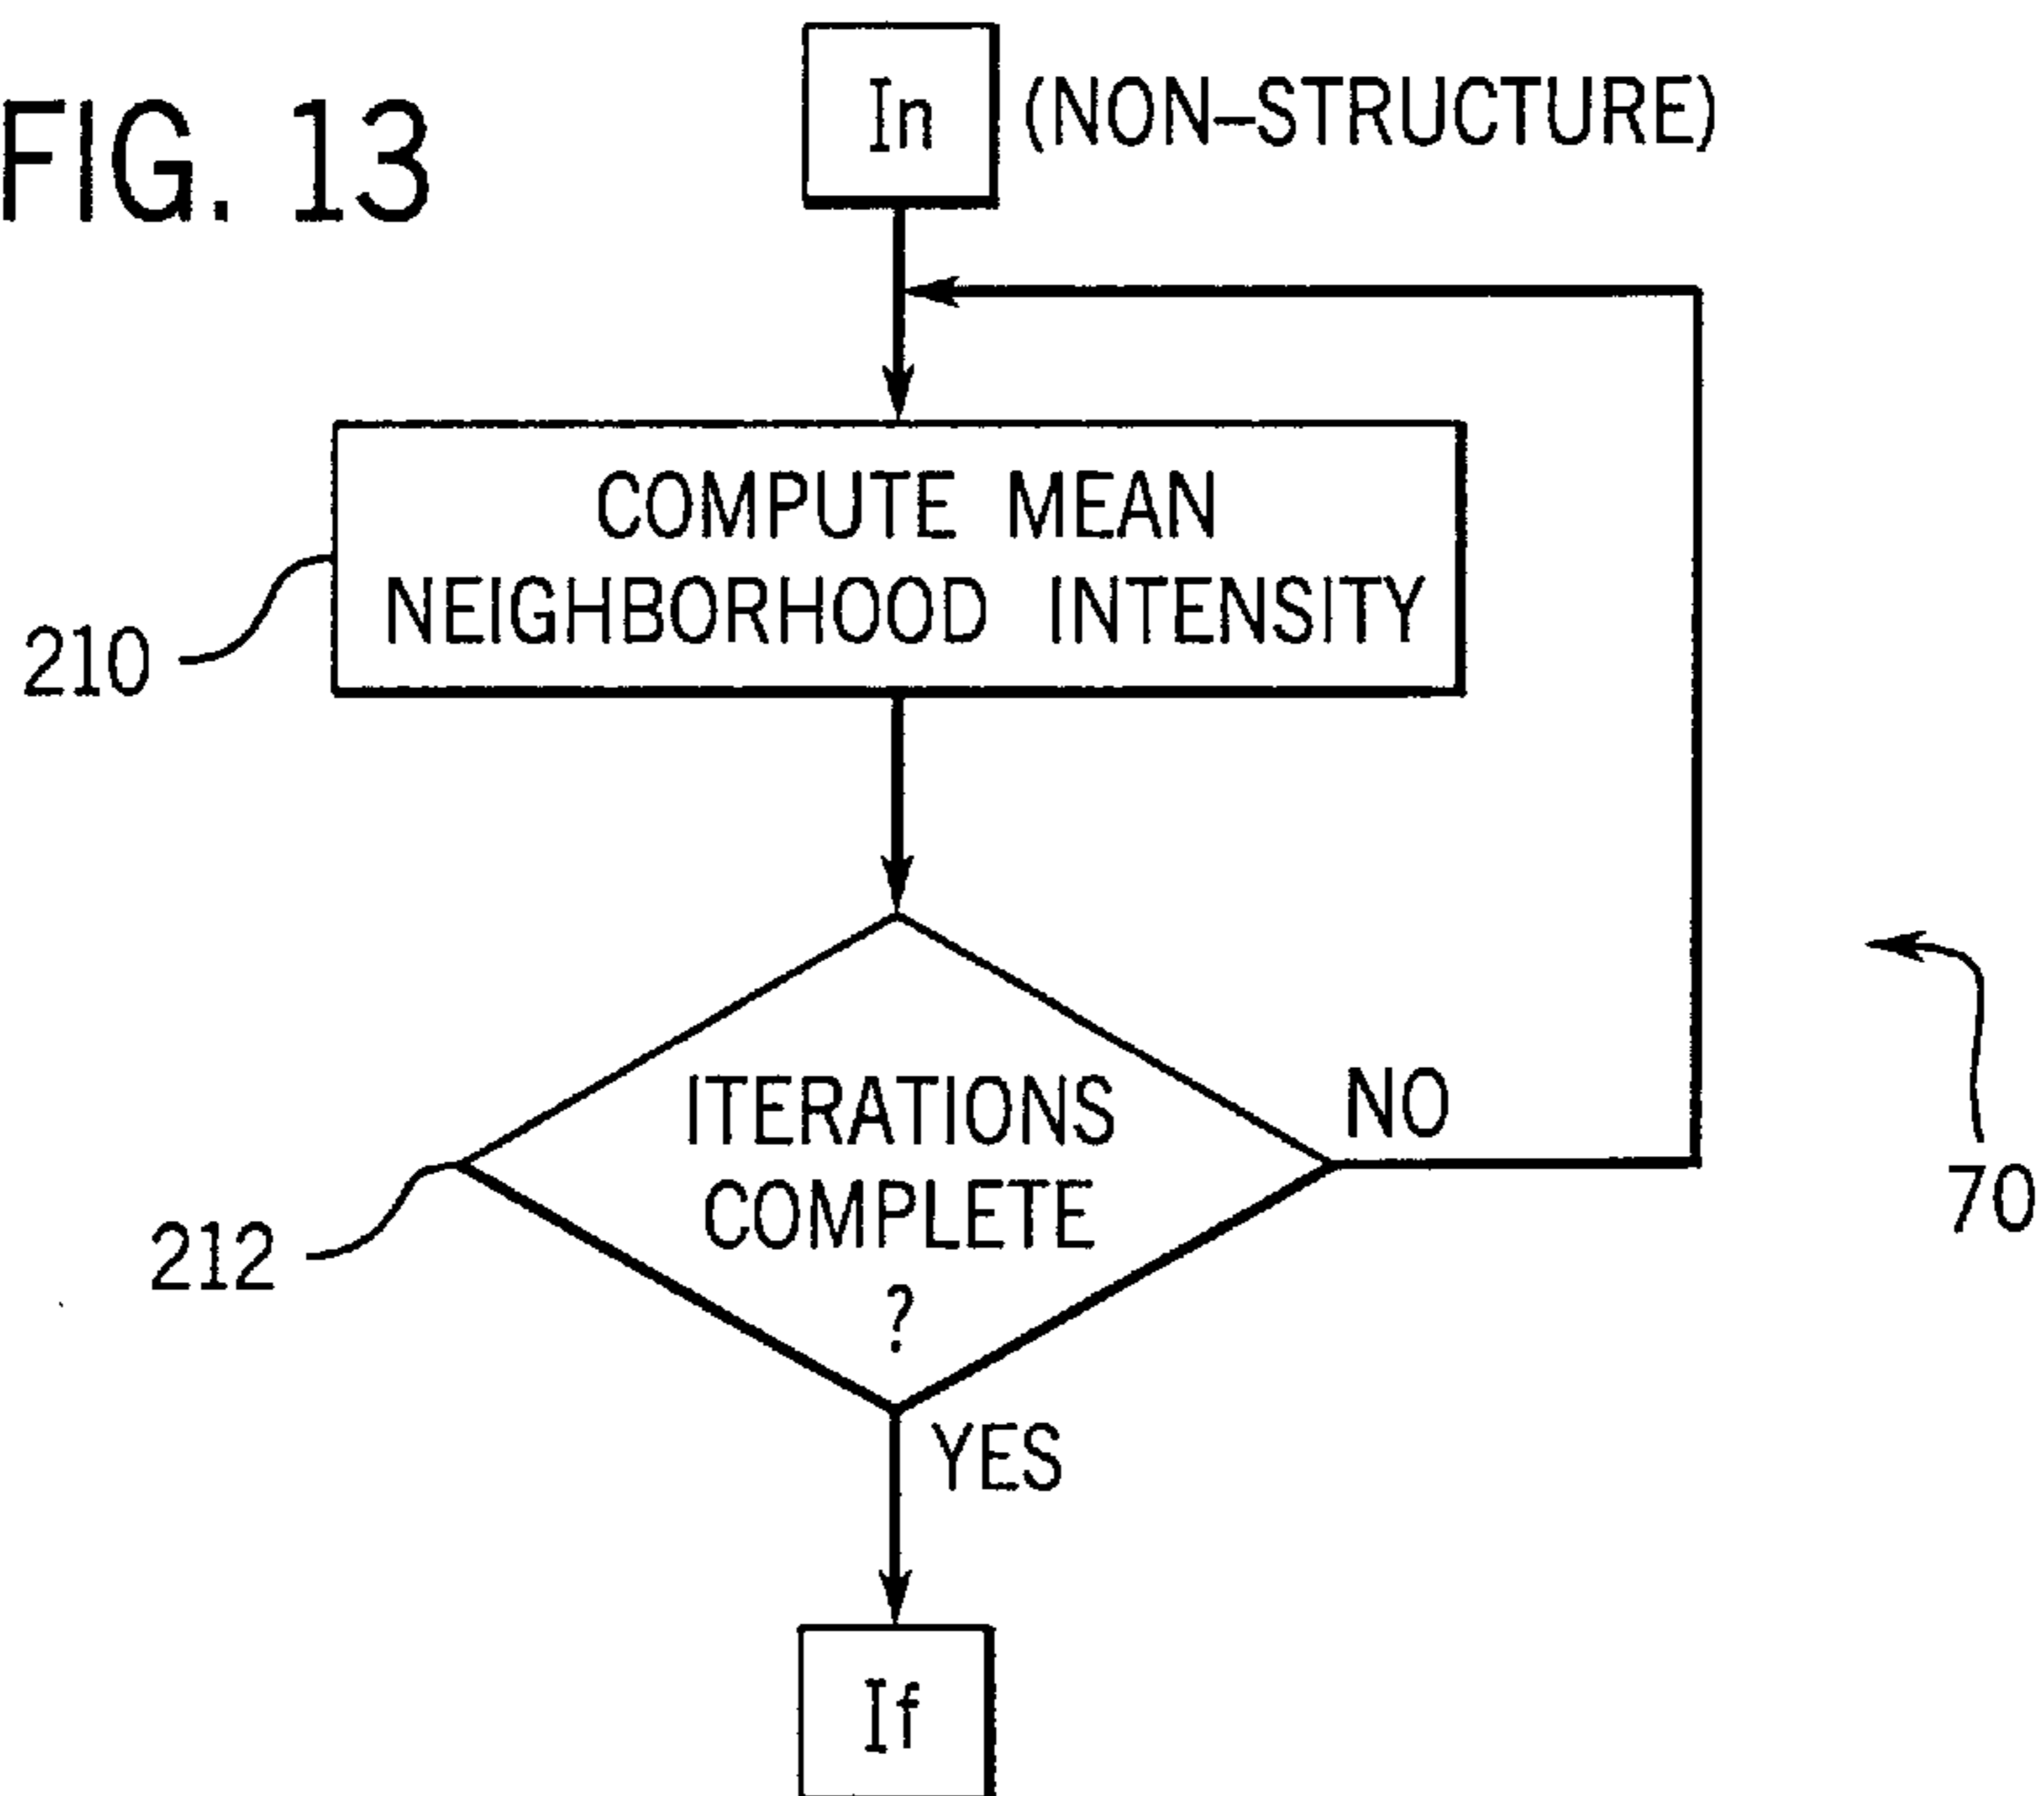 FIG. 13
In (NON-STRUCTURE)
COMPUTE MEAN
NEIGHBORHOOD INTENSITY
210
ITERATIONS
COMPLETE
?
NO
212
70
YES
If